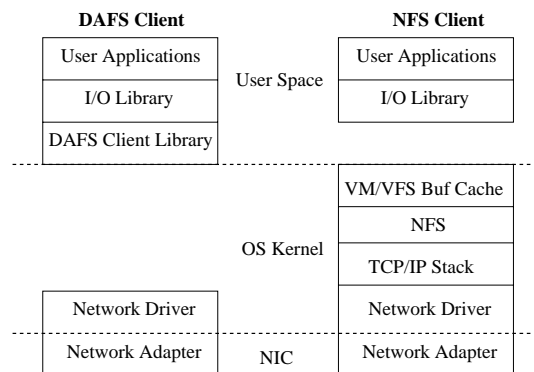 DAFS Client
NFS Client
User Applications
User Space
User Applications
I/O Library
I/O Library
DAFS Client Library
VM/VFS Buf Cache
NFS
OS Kernel
TCP/IP Stack
Network Driver
Network Driver
Network Adapter
NIC
Network Adapter